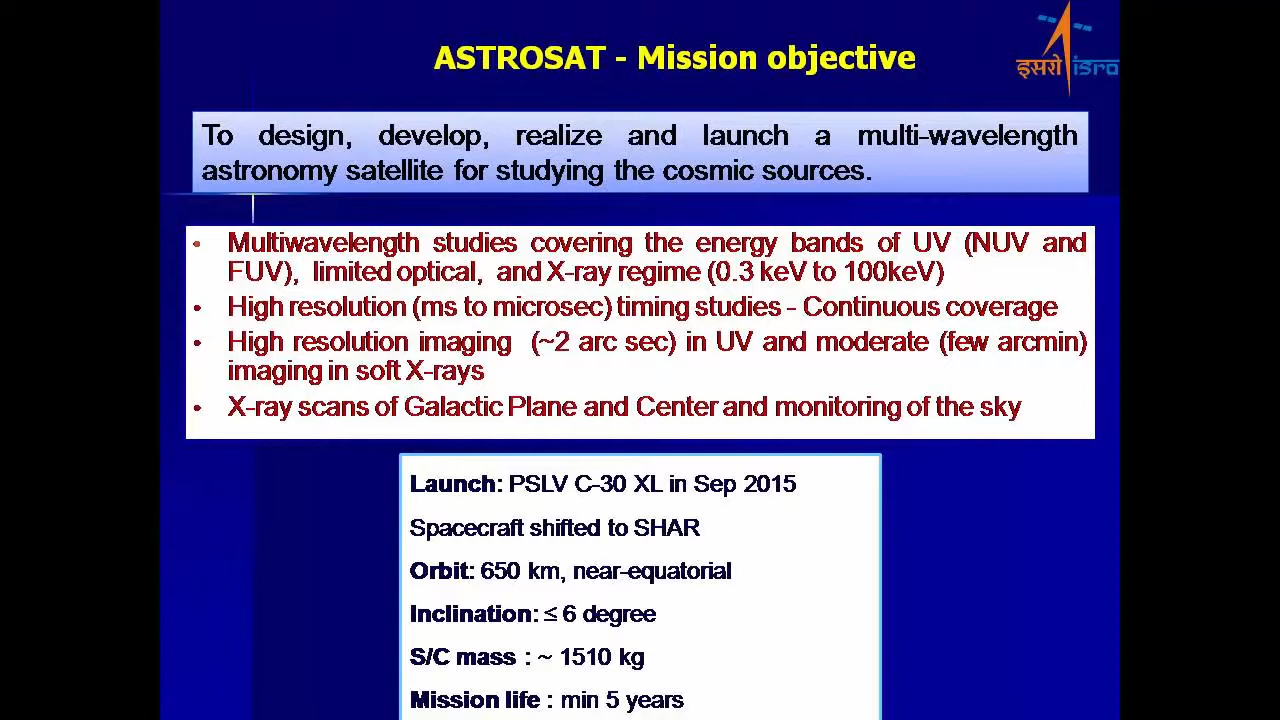 ASTROSAT - Mission objective
इसरो isro
To design, develop, realize and launch a multi-wavelength
astronomy satellite for studying the cosmic sources.
• Multiwavelength studies covering the energy bands of UV (NUV and
FUV), limited optical, and X-ray regime (0.3 keV to 100keV)
• High resolution (ms to microsec) timing studies - Continuous coverage
• High resolution imaging (~2 arc sec) in UV and moderate (few arcmin)
imaging in soft X-rays
• X-ray scans of Galactic Plane and Center and monitoring of the sky
Launch: PSLV C-30 XL in Sep 2015
Spacecraft shifted to SHAR
Orbit: 650 km, near-equatorial
Inclination: ≤ 6 degree
S/C mass : ~ 1510 kg
Mission life : min 5 years